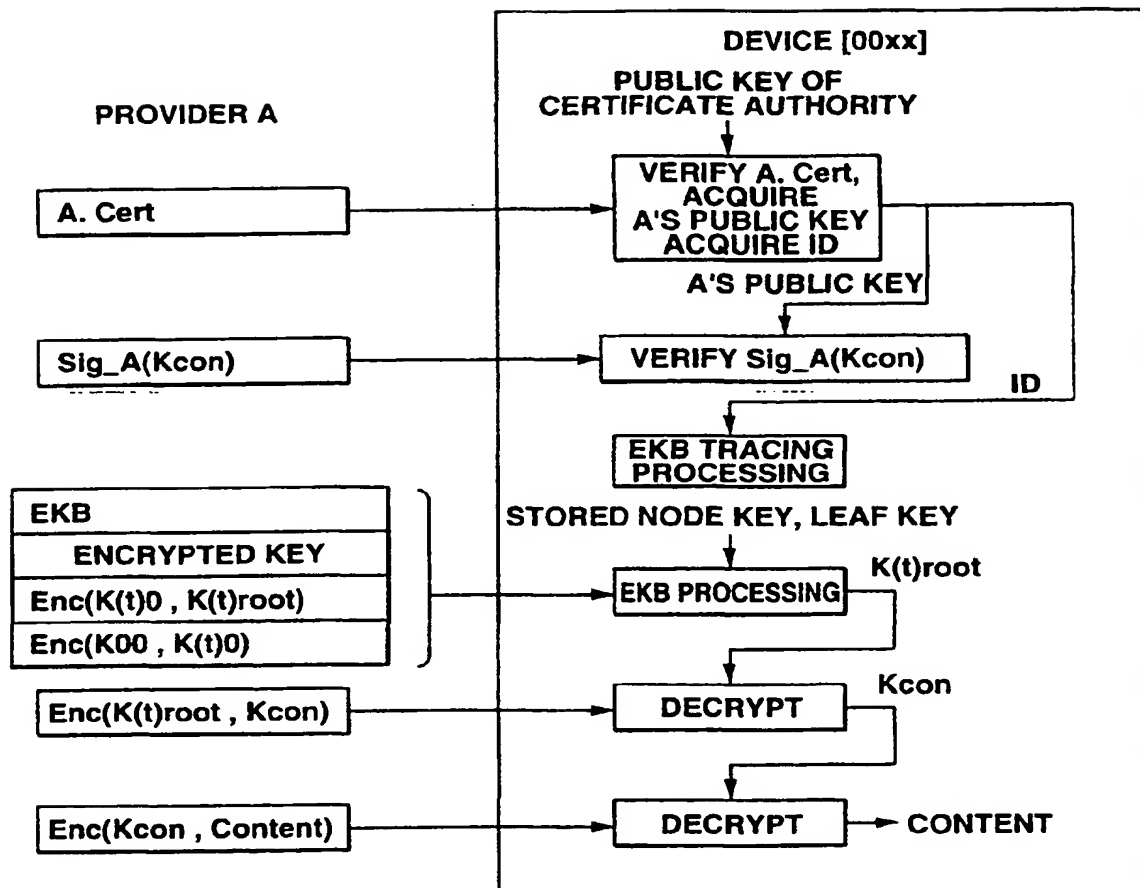 DEVICE [00xx]
PUBLIC KEY OF
CERTIFICATE AUTHORITY
PROVIDER A
A. Cert
VERIFY A. Cert,
ACQUIRE
A'S PUBLIC KEY
ACQUIRE ID
A'S PUBLIC KEY
Sig_A(Kcon)
VERIFY Sig_A(Kcon)
ID
EKB TRACING
PROCESSING
EKB
ENCRYPTED KEY
Enc(K(t)0 , K(t)root)
Enc(K00 , K(t)0)
STORED NODE KEY, LEAF KEY
EKB PROCESSING
K(t)root
Enc(K(t)root , Kcon)
DECRYPT
Kcon
Enc(Kcon , Content)
DECRYPT
CONTENT